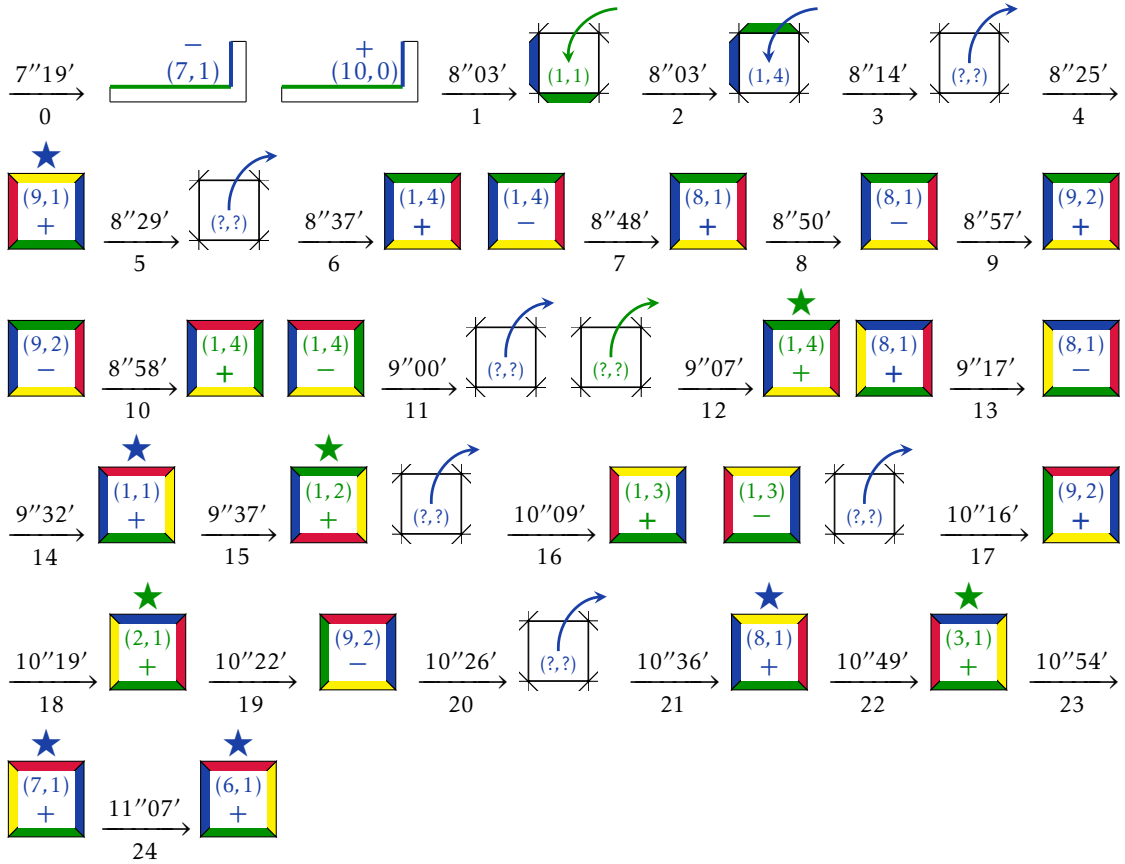 7″19′ − (7,1) + (10,0) 8″03′ (1,1) 8″03′ (1,4) 8″14′ (?,?) 8″25′
0 1 2 3 4
(9,1) + 8″29′ (?,?) 8″37′ (1,4) + (1,4) − 8″48′ (8,1) + 8″50′ (8,1) − 8″57′ (9,2) +
5 6 7 8 9
(9,2) − 8″58′ (1,4) + (1,4) − 9″00′ (?,?) (?,?) 9″07′ (1,4) + (8,1) + 9″17′ (8,1) −
10 11 12 13
9″32′ (1,1) + 9″37′ (1,2) + (?,?) 10″09′ (1,3) + (1,3) − (?,?) 10″16′ (9,2) +
14 15 16 17
10″19′ (2,1) + 10″22′ (9,2) − 10″26′ (?,?) 10″36′ (8,1) + 10″49′ (3,1) + 10″54′
18 19 20 21 22 23
(7,1) + 11″07′ (6,1) +
24